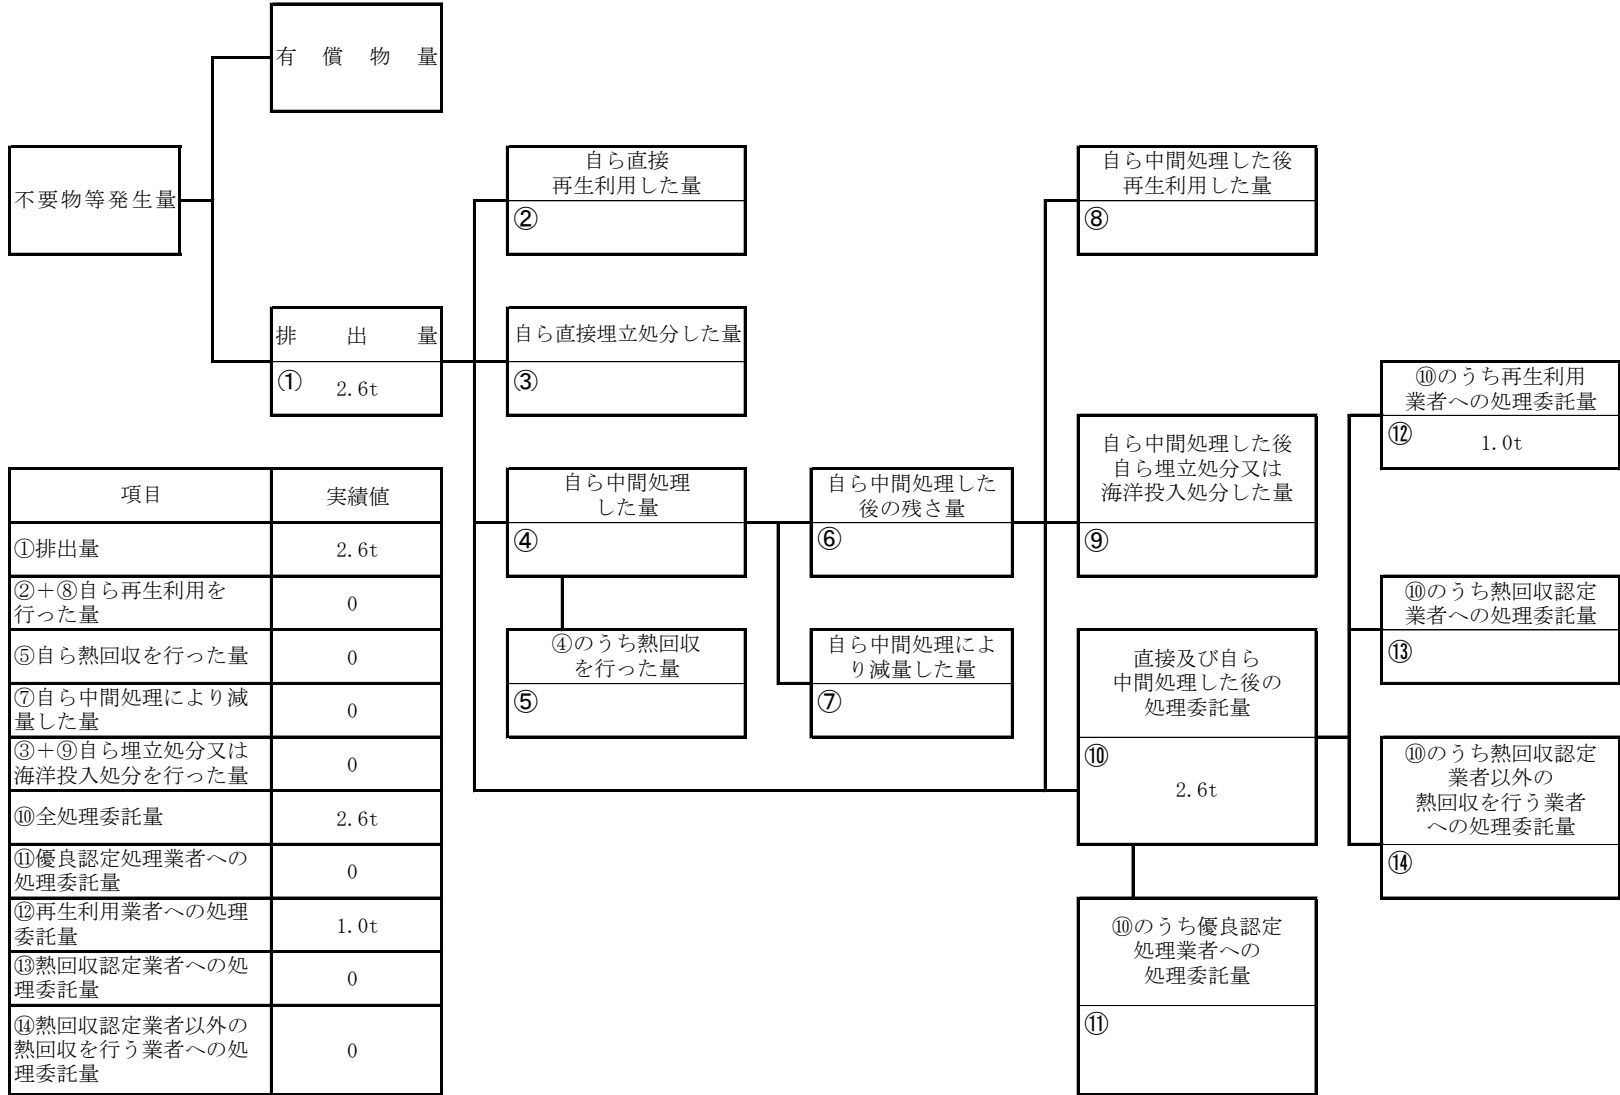 有償物量
不要物等発生量
排出量
① 2.6t
自ら直接
再生利用した量
②
自ら直接埋立処分した量
③
自ら中間処理
した量
④
④のうち熱回収
を行った量
⑤
自ら中間処理した
後の残さ量
⑥
自ら中間処理によ
り減量した量
⑦
自ら中間処理した後
再生利用した量
⑧
自ら中間処理した後
自ら埋立処分又は
海洋投入処分した量
⑨
直接及び自ら
中間処理した後の
処理委託量
⑩
2.6t
⑩のうち優良認定
処理業者への
処理委託量
⑪
⑩のうち再生利用
業者への処理委託量
⑫ 1.0t
⑩のうち熱回収認定
業者への処理委託量
⑬
⑩のうち熱回収認定
業者以外の
熱回収を行う業者
への処理委託量
⑭
項目 実績値
①排出量 2.6t
②+⑧自ら再生利用を
行った量 0
⑤自ら熱回収を行った量 0
⑦自ら中間処理により減
量した量 0
③+⑨自ら埋立処分又は
海洋投入処分を行った量 0
⑩全処理委託量 2.6t
⑪優良認定処理業者への
処理委託量 0
⑫再生利用業者への処理
委託量 1.0t
⑬熱回収認定業者への処
理委託量 0
⑭熱回収認定業者以外の
熱回収を行う業者への処
理委託量 0